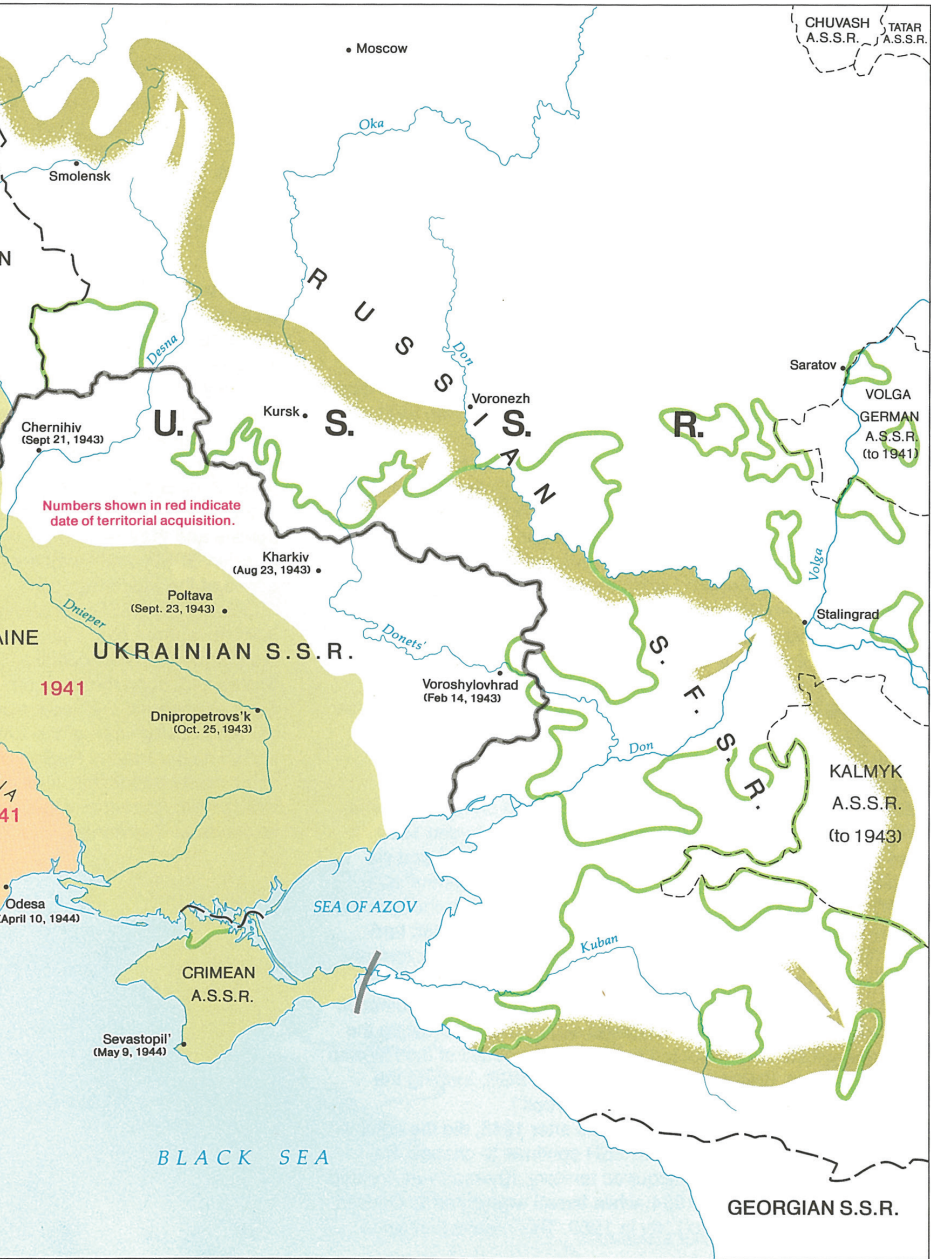 CHUVASH
A.S.S.R.
TATAR
A.S.S.R.
Moscow
Oka
Smolensk
N
RUSSIAN S.F.S.R.
Desna
Don
Saratov
Voronezh
VOLGA
GERMAN
A.S.S.R.
(to 1941)
Kursk
U. S. S. R.
Chernihiv
(Sept 21, 1943)
Numbers shown in red indicate
date of territorial acquisition.
Kharkiv
(Aug 23, 1943)
Volga
Poltava
(Sept. 23, 1943)
Dnieper
Stalingrad
Donets'
AINE
UKRAINIAN S.S.R.
1941
Voroshylovhrad
(Feb 14, 1943)
Dnipropetrovs'k
(Oct. 25, 1943)
Don
KALMYK
A.S.S.R.
(to 1943)
41
Odesa
(April 10, 1944)
SEA OF AZOV
Kuban
CRIMEAN
A.S.S.R.
Sevastopil'
(May 9, 1944)
BLACK SEA
GEORGIAN S.S.R.